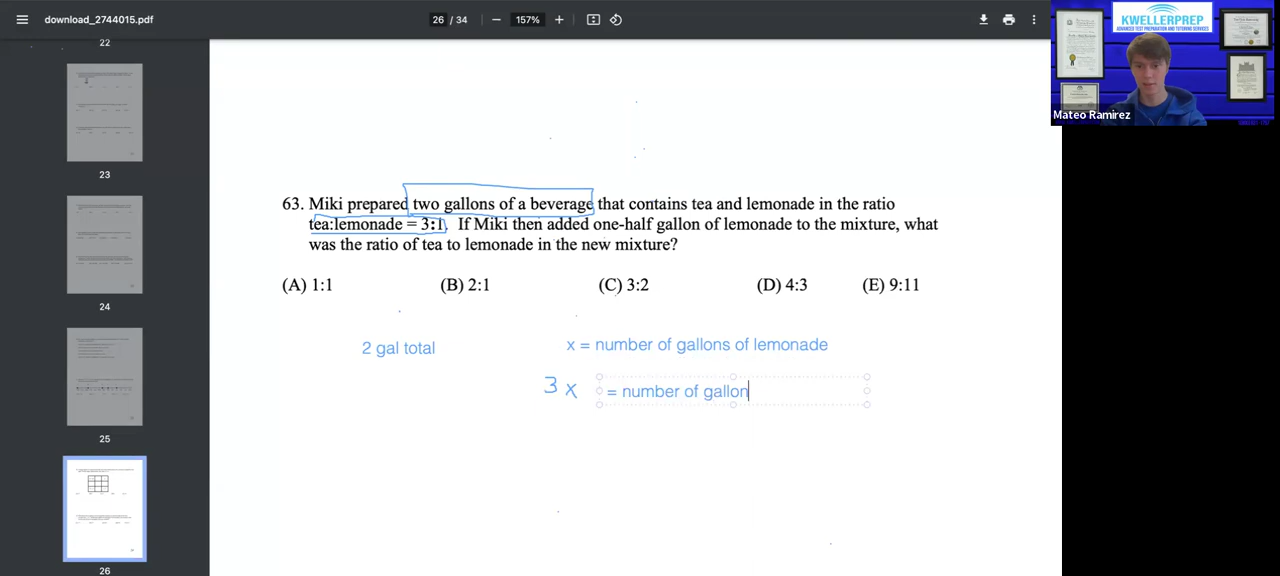 download_2744015.pdf
26 / 34
157%
22
23
24
25
26
KWELLERPREP
ADVANCED TEST PREPARATION AND TUTORING SERVICES
Mateo Ramirez
63. Miki prepared two gallons of a beverage that contains tea and lemonade in the ratio
tea:lemonade = 3:1. If Miki then added one-half gallon of lemonade to the mixture, what
was the ratio of tea to lemonade in the new mixture?
(A) 1:1 (B) 2:1 (C) 3:2 (D) 4:3 (E) 9:11
2 gal total
x = number of gallons of lemonade
3 x = number of gallon